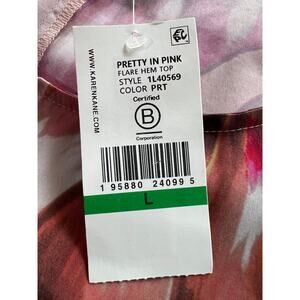 PRETTY IN PINK
FLARE HEM TOP
STYLE 1L40569
COLOR PRT
Certified
B
Corporation
WWW.KARENKANE.COM
1 95880 24099 5
L